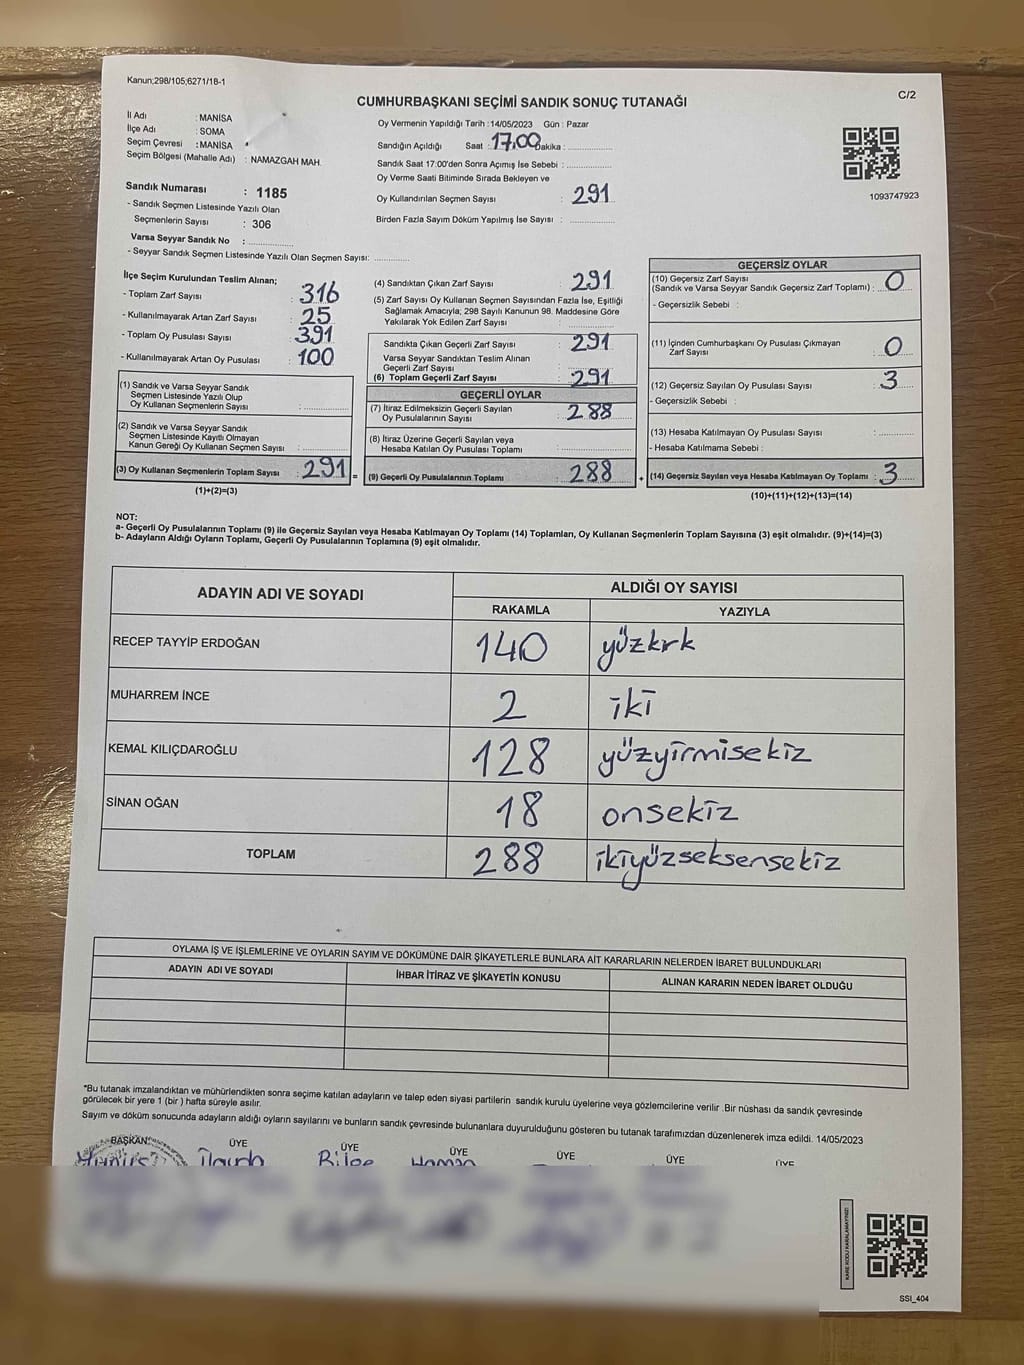 Kanun;298/105;6271/18-1
C/2
CUMHURBAŞKANI SEÇİMİ SANDIK SONUÇ TUTANAĞI
İl Adı : MANİSA
İlçe Adı : SOMA
Seçim Çevresi : MANİSA
Seçim Bölgesi (Mahalle Adı) : NAMAZGAH MAH.
Oy Vermenin Yapıldığı Tarih : 14/05/2023 Gün : Pazar
Sandığın Açıldığı Saat : 17,00 Dakika : ..............
Sandık Saat 17:00'den Sonra Açımış İse Sebebi : ..............
Oy Verme Saati Bitiminde Sırada Bekleyen ve
Oy Kullandırılan Seçmen Sayısı : 291
Birden Fazla Sayım Döküm Yapılmış İse Sayısı : ..............
1093747923
Sandık Numarası : 1185
- Sandık Seçmen Listesinde Yazılı Olan
Seçmenlerin Sayısı : 306
Varsa Seyyar Sandık No : ..............
- Seyyar Sandık Seçmen Listesinde Yazılı Olan Seçmen Sayısı: ............
İlçe Seçim Kurulundan Teslim Alınan;
- Toplam Zarf Sayısı : 316
- Kullanılmayarak Artan Zarf Sayısı : 25
- Toplam Oy Pusulası Sayısı : 391
- Kullanılmayarak Artan Oy Pusulası : 100
(1) Sandık ve Varsa Seyyar Sandık
Seçmen Listesinde Yazılı Olup
Oy Kullanan Seçmenlerin Sayısı : ..............
(2) Sandık ve Varsa Seyyar Sandık
Seçmen Listesinde Kayıtlı Olmayan
Kanun Gereği Oy Kullanan Seçmen Sayısı : ..............
(3) Oy Kullanan Seçmenlerin Toplam Sayısı : 291 =
(1)+(2)=(3)
(4) Sandıktan Çıkan Zarf Sayısı : 291
(5) Zarf Sayısı Oy Kullanan Seçmen Sayısından Fazla İse, Eşitliği
Sağlamak Amacıyla; 298 Sayılı Kanunun 98. Maddesine Göre
Yakılarak Yok Edilen Zarf Sayısı : ..............
Sandıkta Çıkan Geçerli Zarf Sayısı : 291
Varsa Seyyar Sandıktan Teslim Alınan
Geçerli Zarf Sayısı :
(6) Toplam Geçerli Zarf Sayısı : 291
GEÇERLİ OYLAR
(7) İtiraz Edilmeksizin Geçerli Sayılan
Oy Pusulalarının Sayısı : 288
(8) İtiraz Üzerine Geçerli Sayılan veya
Hesaba Katılan Oy Pusulası Toplamı : ..............
(9) Geçerli Oy Pusulalarının Toplamı : 288 +
GEÇERSİZ OYLAR
(10) Geçersiz Zarf Sayısı
(Sandık ve Varsa Seyyar Sandık Geçersiz Zarf Toplamı) : 0
- Geçersizlik Sebebi :
(11) İçinden Cumhurbaşkanı Oy Pusulası Çıkmayan
Zarf Sayısı : 0
(12) Geçersiz Sayılan Oy Pusulası Sayısı : 3
- Geçersizlik Sebebi :
(13) Hesaba Katılmayan Oy Pusulası Sayısı : ..............
- Hesaba Katılmama Sebebi :
(14) Geçersiz Sayılan veya Hesaba Katılmayan Oy Toplamı : 3
(10)+(11)+(12)+(13)=(14)
NOT:
a- Geçerli Oy Pusulalarının Toplamı (9) ile Geçersiz Sayılan veya Hesaba Katılmayan Oy Toplamı (14) Toplamları, Oy Kullanan Seçmenlerin Toplam Sayısına (3) eşit olmalıdır. (9)+(14)=(3)
b- Adayların Aldığı Oyların Toplamı, Geçerli Oy Pusulalarının Toplamına (9) eşit olmalıdır.
ADAYIN ADI VE SOYADI
ALDIĞI OY SAYISI
RAKAMLA YAZIYLA
RECEP TAYYİP ERDOĞAN 140 yüzkrk
MUHARREM İNCE 2 iki
KEMAL KILIÇDAROĞLU 128 yüzyirmisekiz
SİNAN OĞAN 18 onsekiz
TOPLAM 288 ikiyüzseksensekiz
OYLAMA İŞ VE İŞLEMLERİNE VE OYLARIN SAYIM VE DÖKÜMÜNE DAİR ŞİKAYETLERLE BUNLARA AİT KARARLARIN NELERDEN İBARET BULUNDUKLARI
ADAYIN ADI VE SOYADI İHBAR İTİRAZ VE ŞİKAYETİN KONUSU ALINAN KARARIN NEDEN İBARET OLDUĞU
*Bu tutanak imzalandıktan ve mühürlendikten sonra seçime katılan adayların ve talep eden siyasi partilerin sandık kurulu üyelerine veya gözlemcilerine verilir .Bir nüshası da sandık çevresinde
görülecek bir yere 1 (bir ) hafta süreyle asılır.
Sayım ve döküm sonucunda adayların aldığı oyların sayılarını ve bunların sandık çevresinde bulunanlara duyurulduğunu gösteren bu tutanak tarafımızdan düzenlenerek imza edildi. 14/05/2023
BAŞKAN ÜYE ÜYE ÜYE ÜYE ÜYE ÜYE
KARE KODU KARALAMAYINIZ!
SSI_404